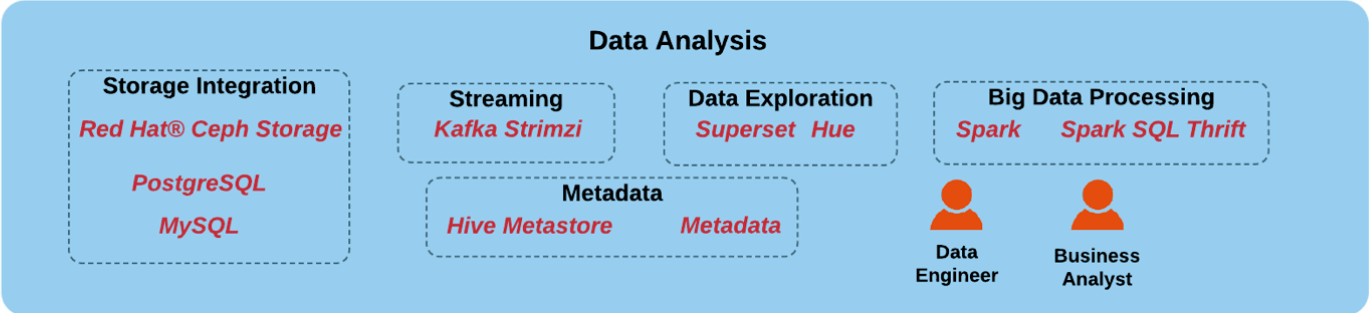 Data Analysis
Storage Integration
Red Hat® Ceph Storage
PostgreSQL
MySQL
Streaming
Kafka Strimzi
Data Exploration
Superset Hue
Big Data Processing
Spark Spark SQL Thrift
Metadata
Hive Metastore Metadata
Data
Engineer
Business
Analyst